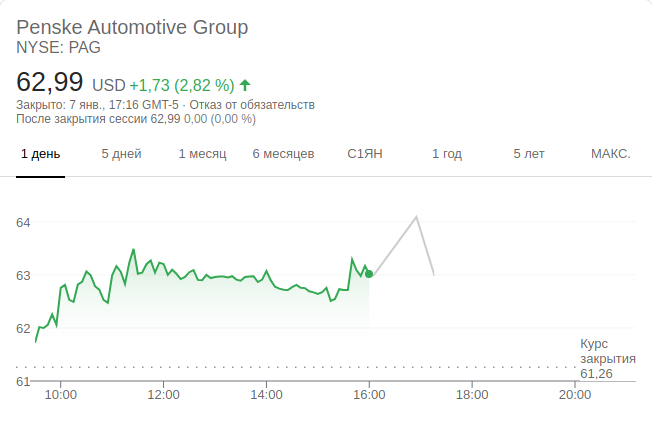 Penske Automotive Group
NYSE: PAG
62,99 USD +1,73 (2,82 %)
Закрыто: 7 янв., 17:16 GMT-5 · Отказ от обязательств
После закрытия сессии 62,99 0,00 (0,00 %)
1 день 5 дней 1 месяц 6 месяцев С1ЯН 1 год 5 лет МАКС.
64
63
62
Курс
закрытия
61,26
61
10:00 12:00 14:00 16:00 18:00 20:00